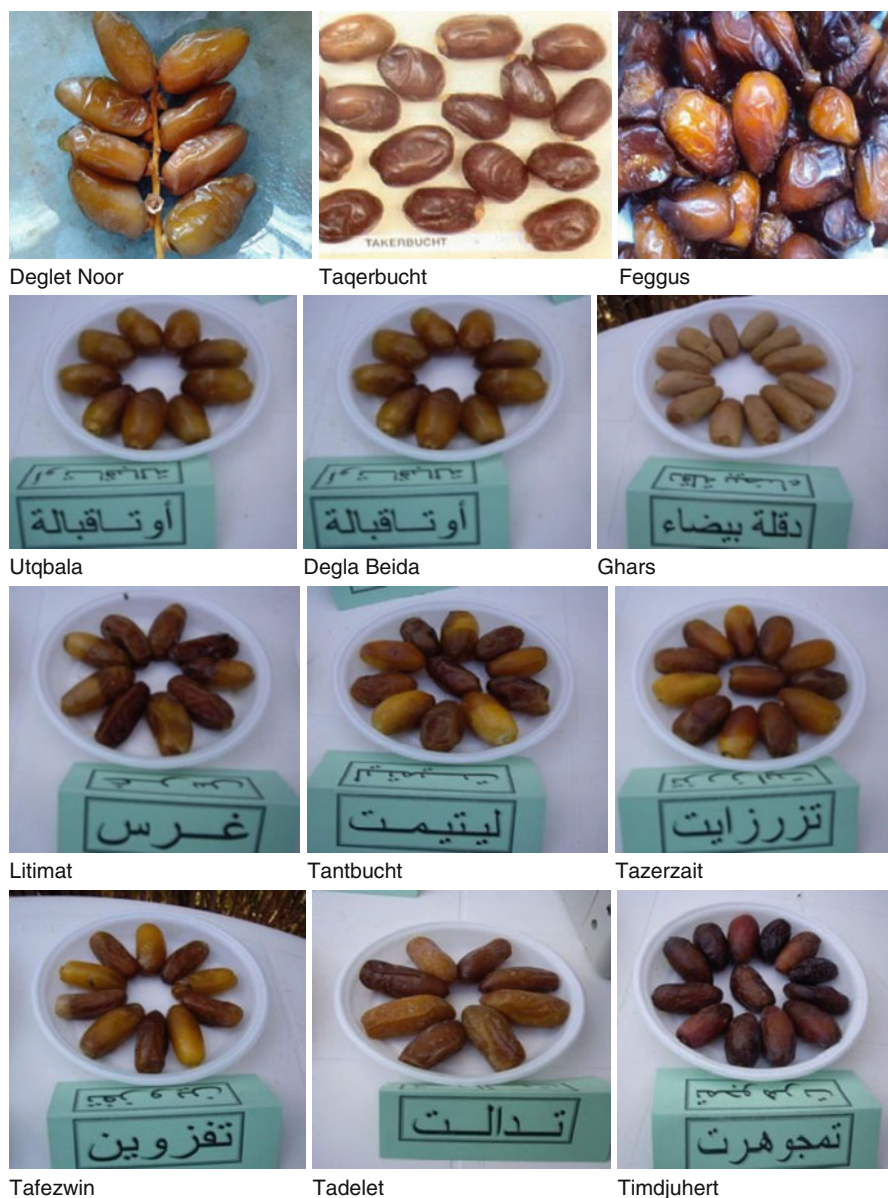 TAKERBUCHT
Deglet Noor
Taqerbucht
Feggus
أوتاقبالة
أوتاقبالة
دقلة بيضاء
Utqbala
Degla Beida
Ghars
غرس
ليتيمت
تزرزايت
Litimat
Tantbucht
Tazerzait
تفزوين
تدالت
تمجوهرت
Tafezwin
Tadelet
Timdjuhert